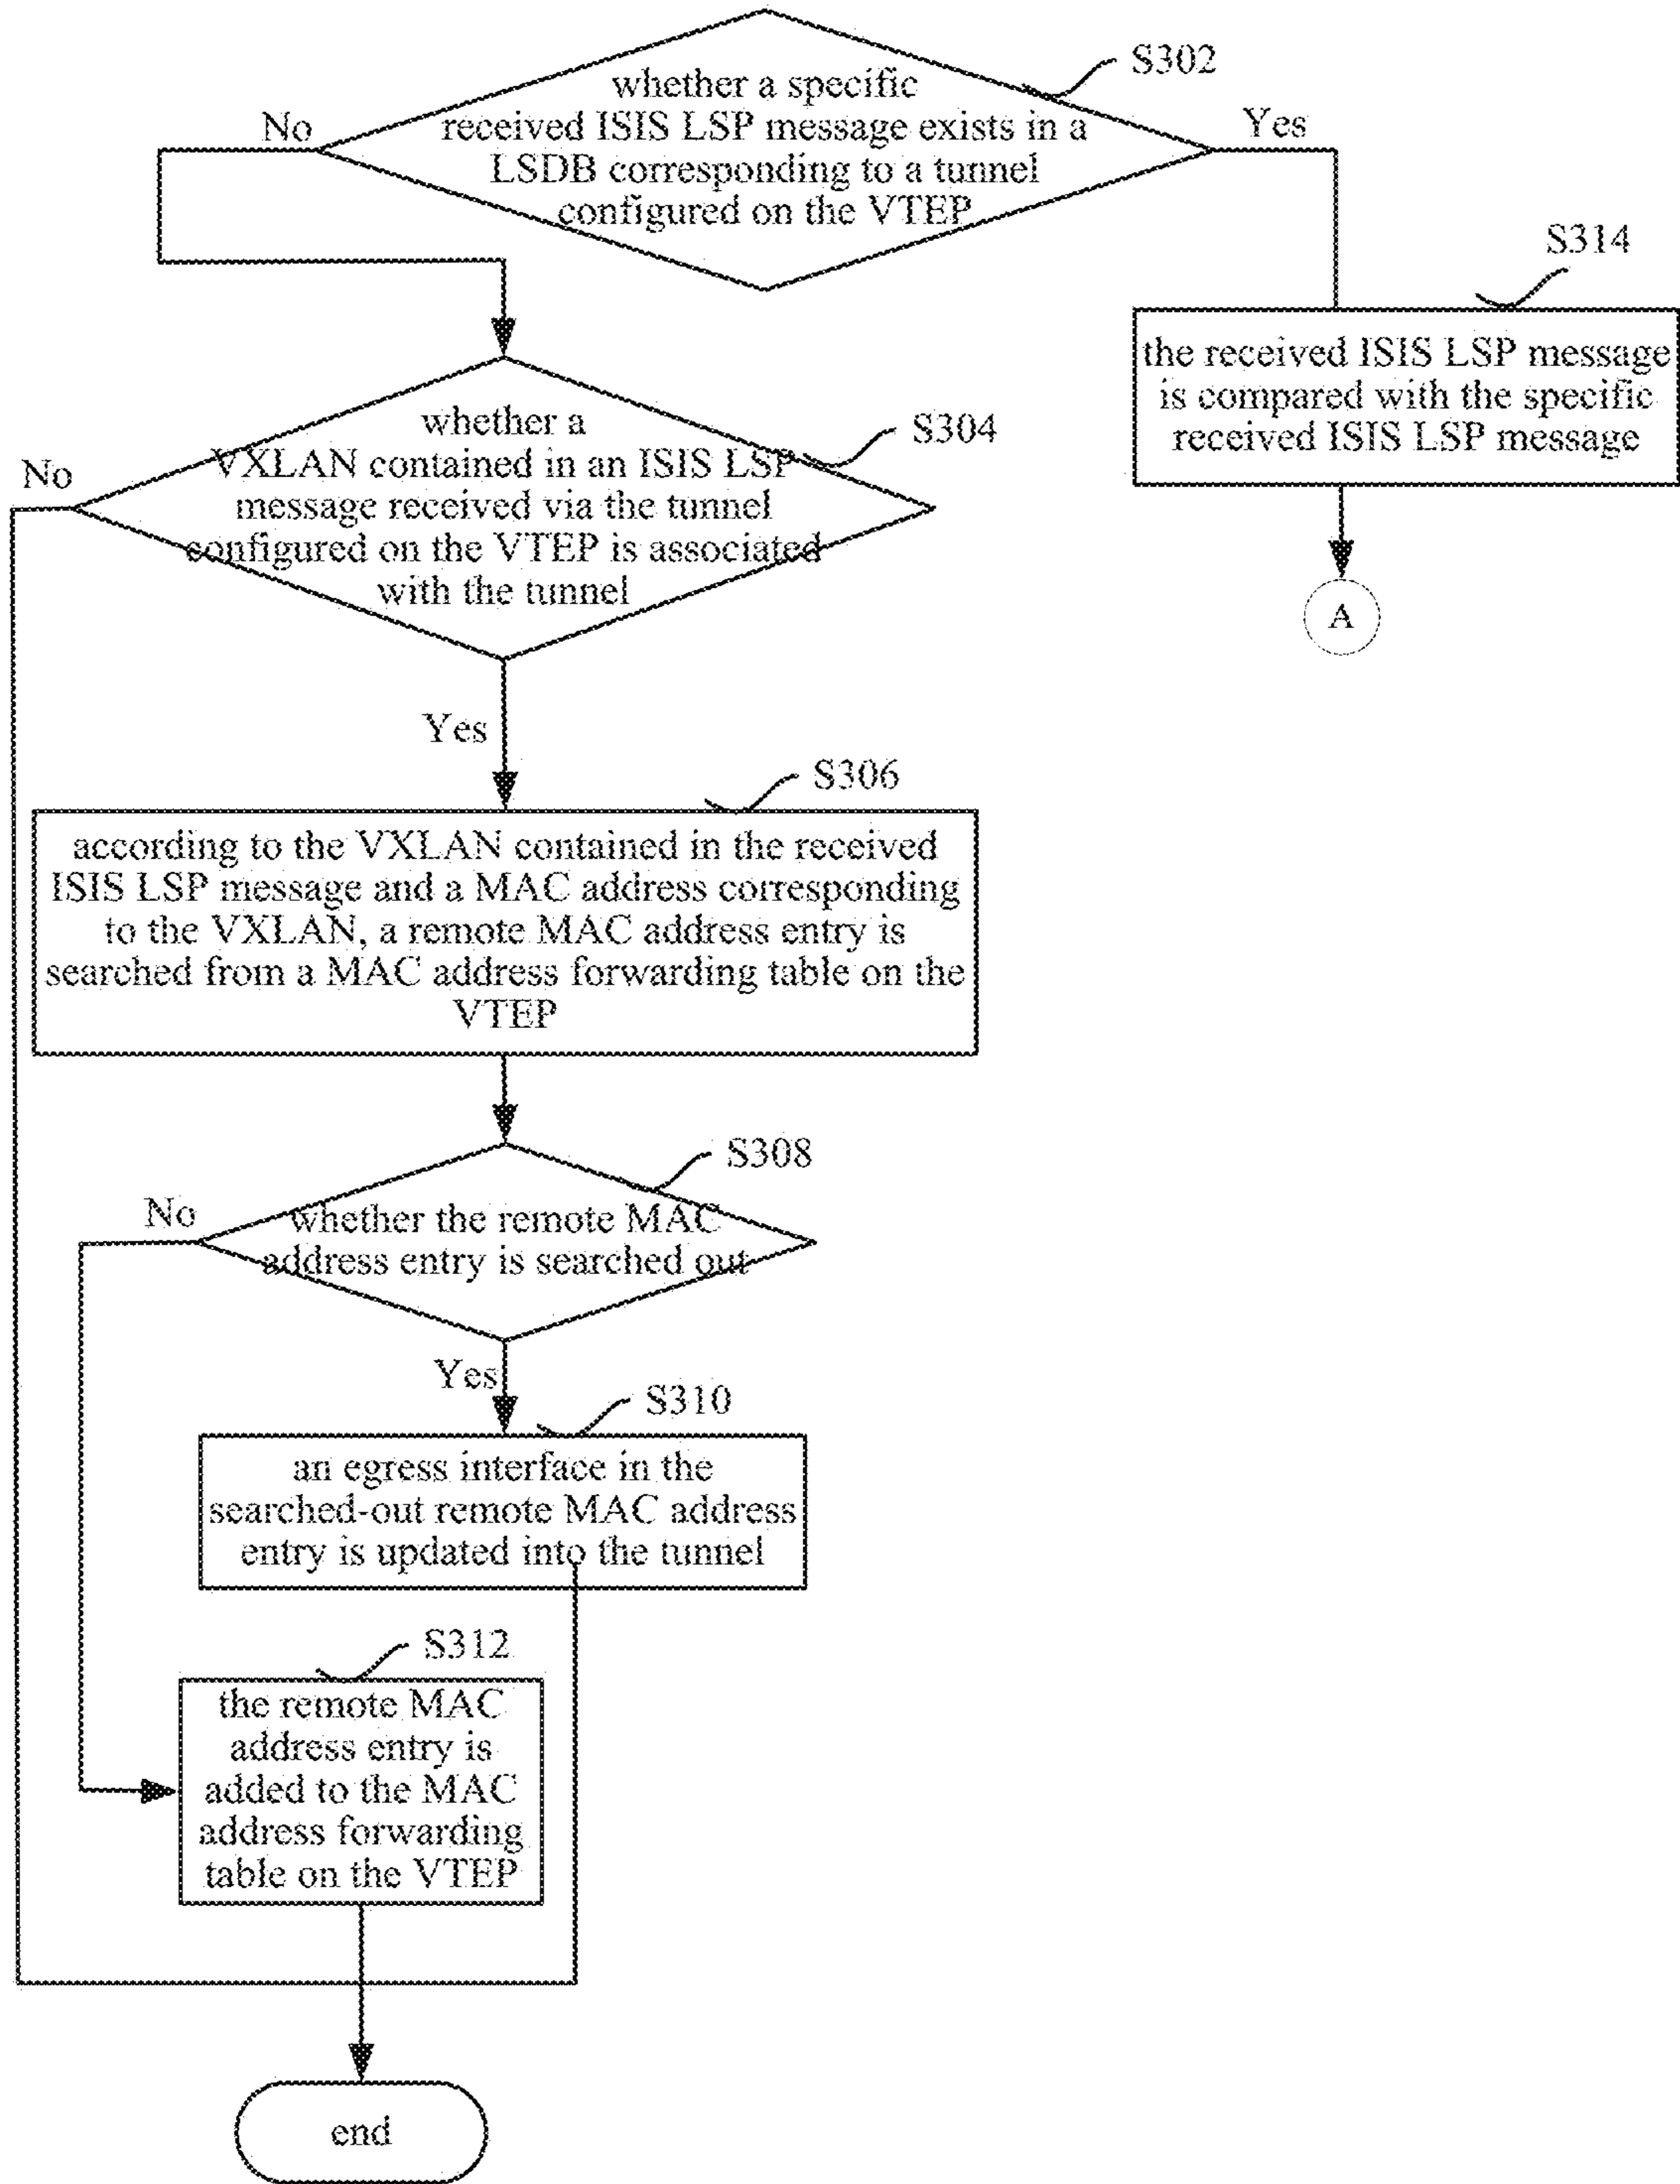 S302
whether a specific
received ISIS LSP message exists in a
LSDB corresponding to a tunnel
configured on the VTEP
No
Yes
S314
the received ISIS LSP message
is compared with the specific
received ISIS LSP message
A
S304
whether a
VXLAN contained in an ISIS LSP
message received via the tunnel
configured on the VTEP is associated
with the tunnel
No
Yes
S306
according to the VXLAN contained in the received
ISIS LSP message and a MAC address corresponding
to the VXLAN, a remote MAC address entry is
searched from a MAC address forwarding table on the
VTEP
S308
whether the remote MAC
address entry is searched out
No
Yes
S310
an egress interface in the
searched-out remote MAC address
entry is updated into the tunnel
S312
the remote MAC
address entry is
added to the MAC
address forwarding
table on the VTEP
end